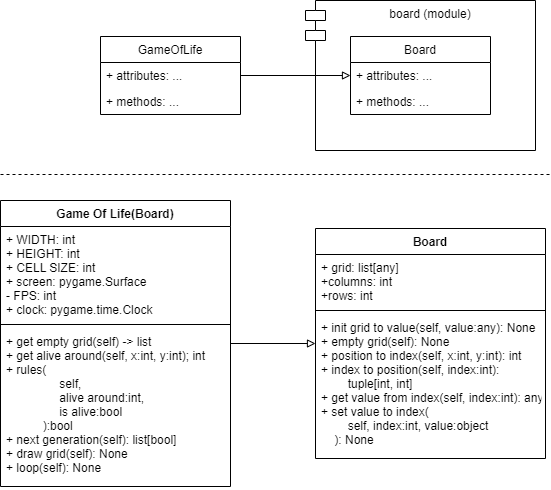 board (module)
GameOfLife
+ attributes: ...
+ methods: ...
Board
+ attributes: ...
+ methods: ...
Game Of Life(Board)
+ WIDTH: int
+ HEIGHT: int
+ CELL SIZE: int
+ screen: pygame.Surface
- FPS: int
+ clock: pygame.time.Clock
+ get empty grid(self) -> list
+ get alive around(self, x:int, y:int); int
+ rules(
self,
alive around:int,
is alive:bool
):bool
+ next generation(self): list[bool]
+ draw grid(self): None
+ loop(self): None
Board
+ grid: list[any]
+columns: int
+rows: int
+ init grid to value(self, value:any): None
+ empty grid(self): None
+ position to index(self, x:int, y:int): int
+ index to position(self, index:int):
tuple[int, int]
+ get value from index(self, index:int): any
+ set value to index(
self, index:int, value:object
): None